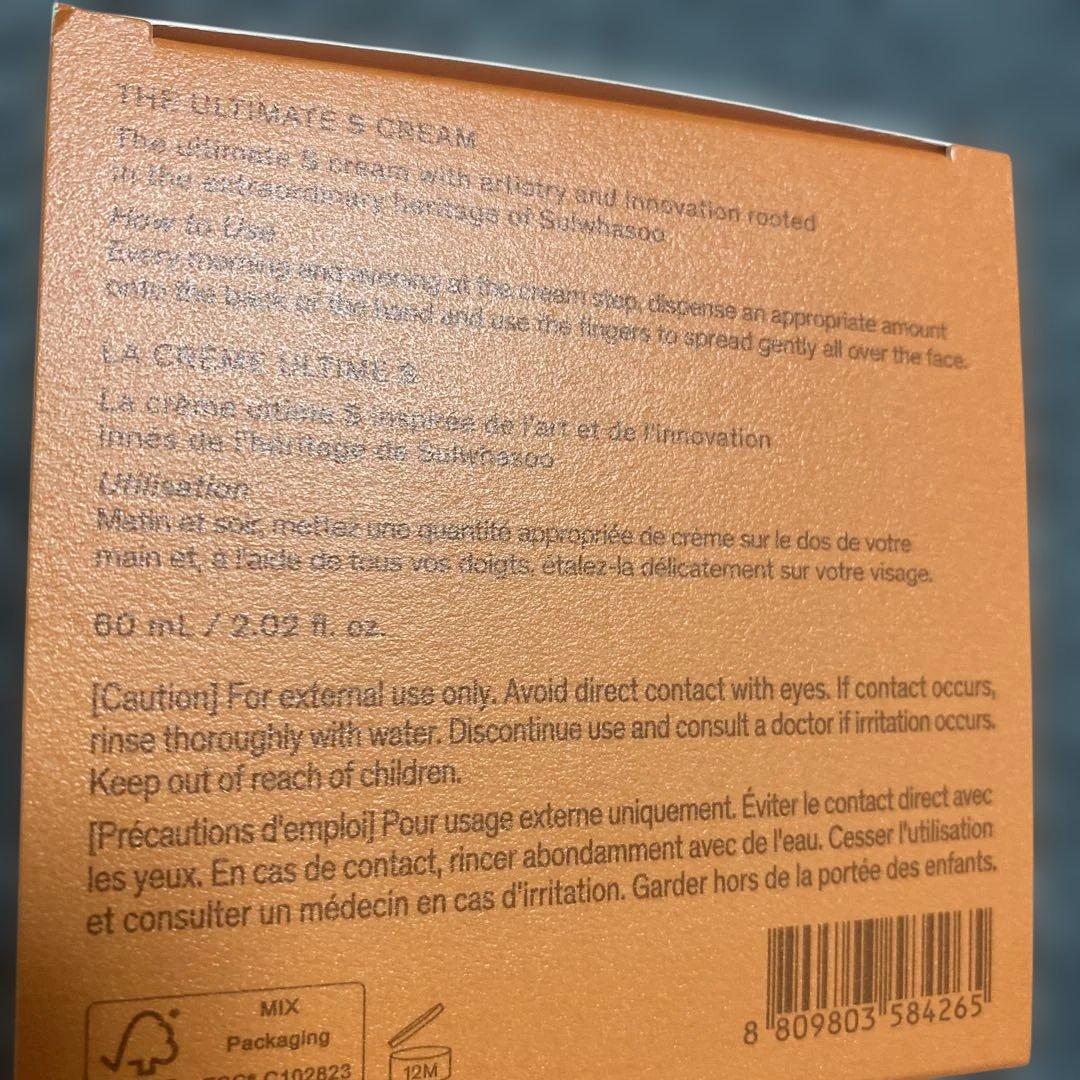 THE ULTIMATE S CREAM
The ultimate S cream with artistry and innovation rooted
in the extraordinary heritage of Sulwhasoo
How to Use
Every morning and evening at the cream step, dispense an appropriate amount
onto the back of the hand and use the fingers to spread gently all over the face.
LA CRÈME ULTIME S
La crème ultime S inspirée de l'art et de l'innovation
innés de l'héritage de Sulwhasoo
Utilisation
Matin et soir, mettez une quantité appropriée de crème sur le dos de votre
main et, à l'aide de tous vos doigts, étalez-la délicatement sur votre visage.
60 mL / 2.02 fl. oz.
[Caution] For external use only. Avoid direct contact with eyes. If contact occurs,
rinse thoroughly with water. Discontinue use and consult a doctor if irritation occurs.
Keep out of reach of children.
[Précautions d'emploi] Pour usage externe uniquement. Éviter le contact direct avec
les yeux. En cas de contact, rincer abondamment avec de l'eau. Cesser l'utilisation
et consulter un médecin en cas d'irritation. Garder hors de la portée des enfants.
MIX
Packaging
FSC® C102823
12M
8 809803 584265